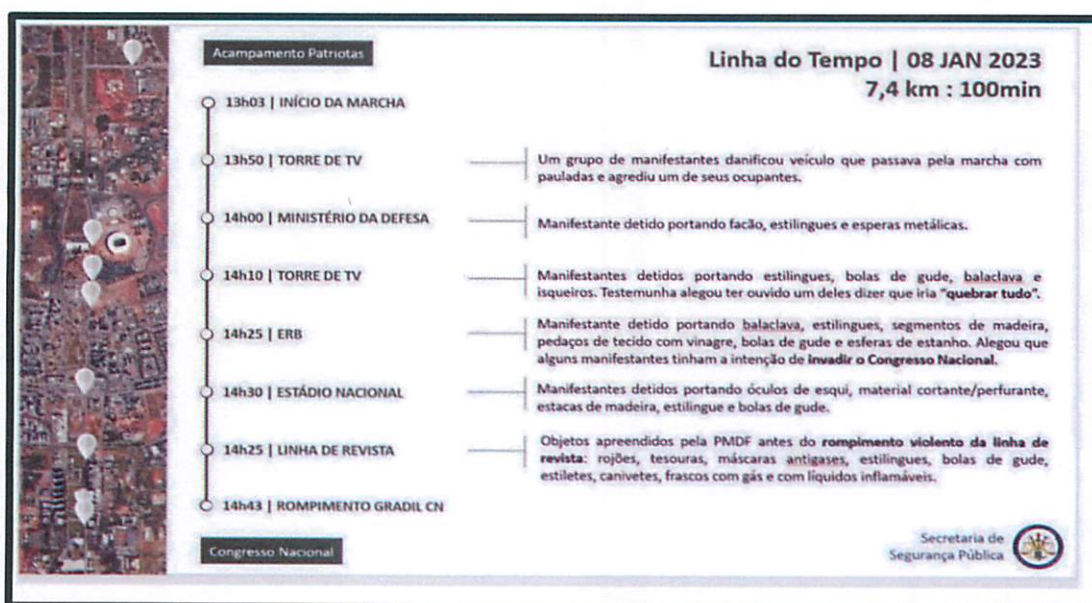 Acampamento Patriotas
Linha do Tempo | 08 JAN 2023
7,4 km : 100min
13h03 | INÍCIO DA MARCHA
13h50 | TORRE DE TV
Um grupo de manifestantes danificou veículo que passava pela marcha com
pauladas e agrediu um de seus ocupantes.
14h00 | MINISTÉRIO DA DEFESA
Manifestante detido portando facão, estilingues e esperas metálicas.
14h10 | TORRE DE TV
Manifestantes detidos portando estilingues, bolas de gude, balaclava e
isqueiros. Testemunha alegou ter ouvido um deles dizer que iria "quebrar tudo".
14h25 | ERB
Manifestante detido portando balaclava, estilingues, segmentos de madeira,
pedaços de tecido com vinagre, bolas de gude e esferas de estanho. Alegou que
alguns manifestantes tinham a intenção de invadir o Congresso Nacional.
14h30 | ESTÁDIO NACIONAL
Manifestantes detidos portando óculos de esqui, material cortante/perfurante,
estacas de madeira, estilingue e bolas de gude.
14h25 | LINHA DE REVISTA
Objetos apreendidos pela PMDF antes do rompimento violento da linha de
revista: rojões, tesouras, máscaras antigases, estilingues, bolas de gude,
estiletes, canivetes, frascos com gás e com líquidos inflamáveis.
14h43 | ROMPIMENTO GRADIL CN
Congresso Nacional
Secretaria de
Segurança Pública